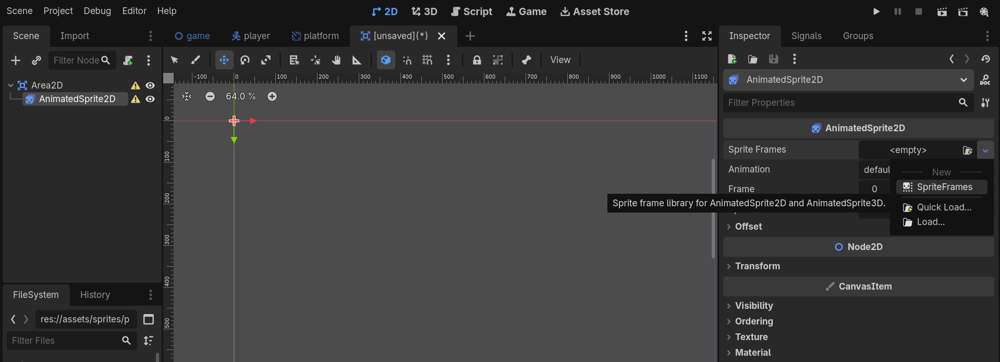 Scene Project Debug Editor Help
2D 3D Script Game Asset Store
Scene Import
game player platform [unsaved](*)
Inspector Signals Groups
Filter Node
View
Area2D
AnimatedSprite2D
-100 0 100 200 300 400 500 600 700 800 900 1000 1100
64.0 %
0
100
200
300
400
500
FileSystem History
res://assets/sprites/p
Filter Files
AnimatedSprite2D
DOC
Filter Properties
AnimatedSprite2D
Sprite Frames <empty>
Animation defaul
Frame 0
New
SpriteFrames
Quick Load...
Load...
Sprite frame library for AnimatedSprite2D and AnimatedSprite3D.
Offset
Node2D
Transform
CanvasItem
Visibility
Ordering
Texture
Material